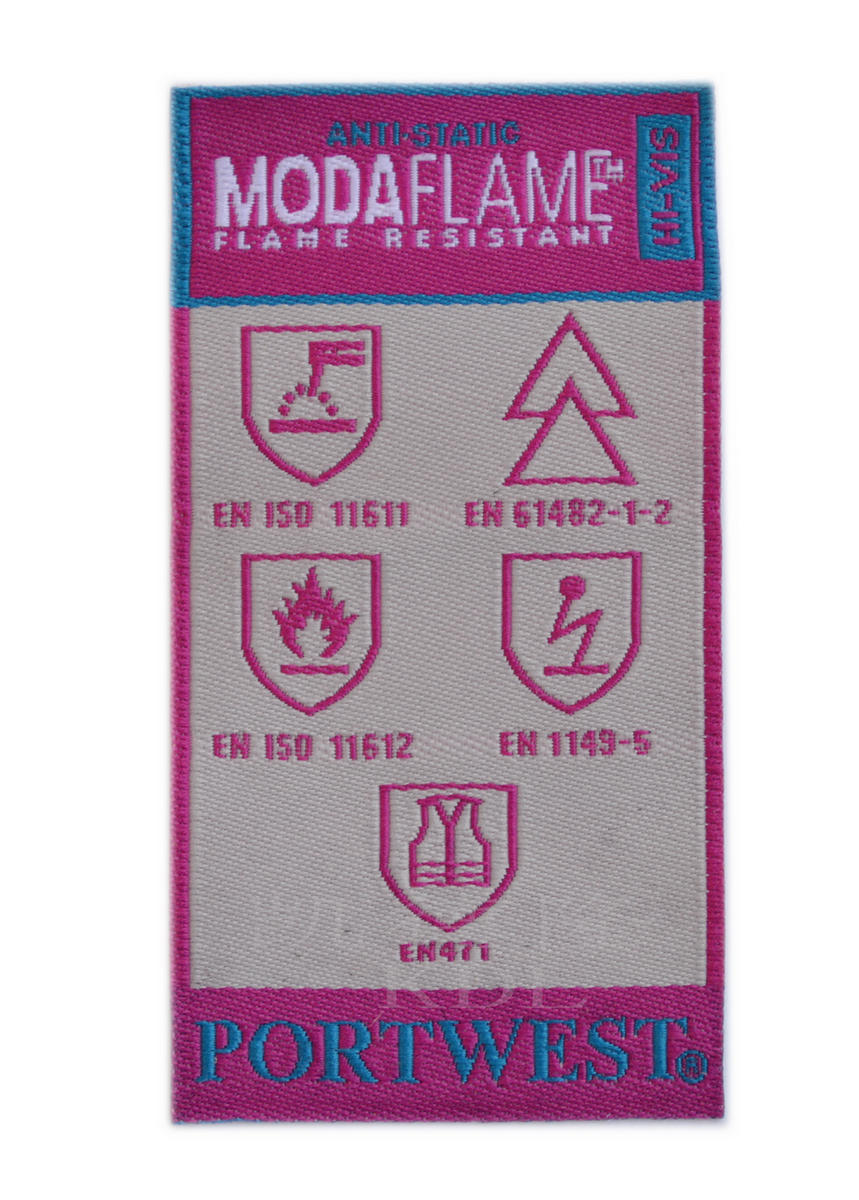 ANTI-STATIC
MODAFLAME™
FLAME RESISTANT
HI-VIS
EN ISO 11611
EN 61482-1-2
EN ISO 11612
EN 1149-5
EN471
PORTWEST®